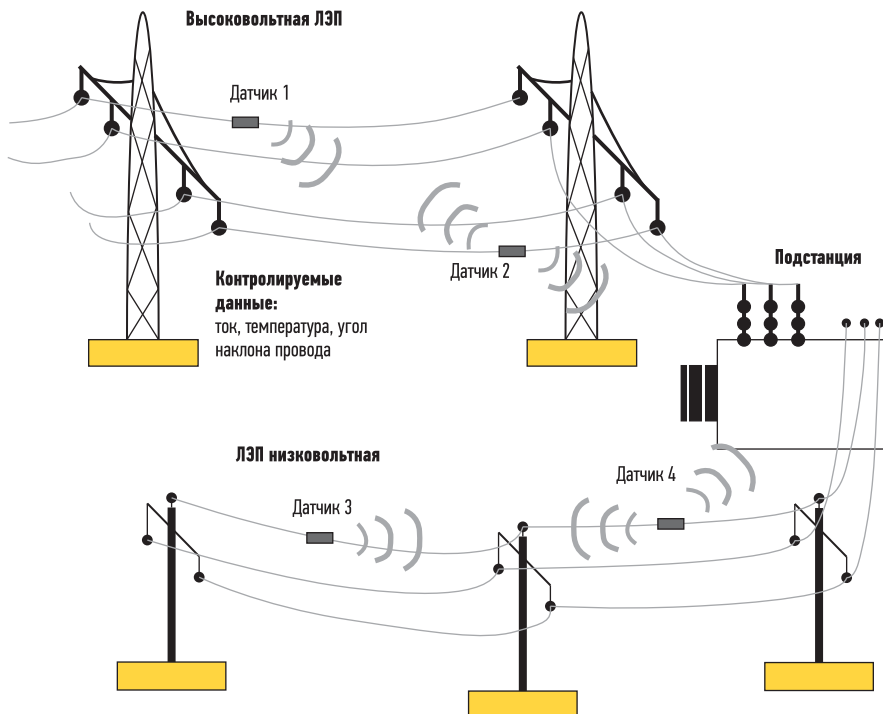 Высоковольтная ЛЭП
Датчик 1
Датчик 2
Подстанция
Контролируемые
данные:
ток, температура, угол
наклона провода
ЛЭП низковольтная
Датчик 4
Датчик 3